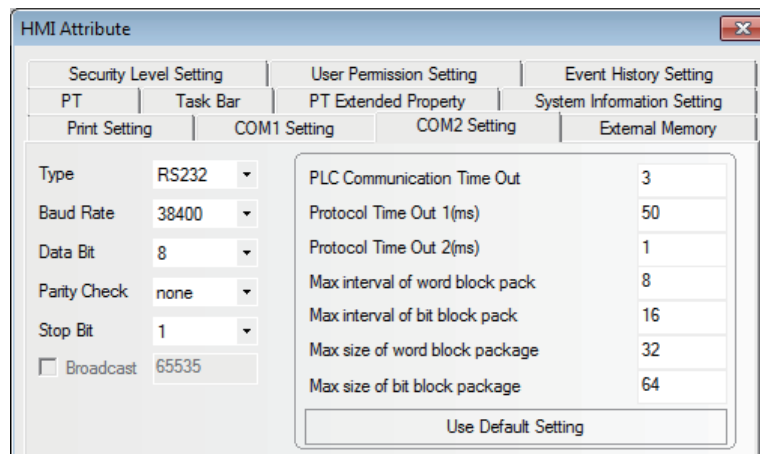 HMI Attribute
Security Level Setting User Permission Setting Event History Setting
PT Task Bar PT Extended Property System Information Setting
Print Setting COM1 Setting COM2 Setting External Memory
Type RS232
Baud Rate 38400
Data Bit 8
Parity Check none
Stop Bit 1
Broadcast 65535
PLC Communication Time Out 3
Protocol Time Out 1(ms) 50
Protocol Time Out 2(ms) 1
Max interval of word block pack 8
Max interval of bit block pack 16
Max size of word block package 32
Max size of bit block package 64
Use Default Setting